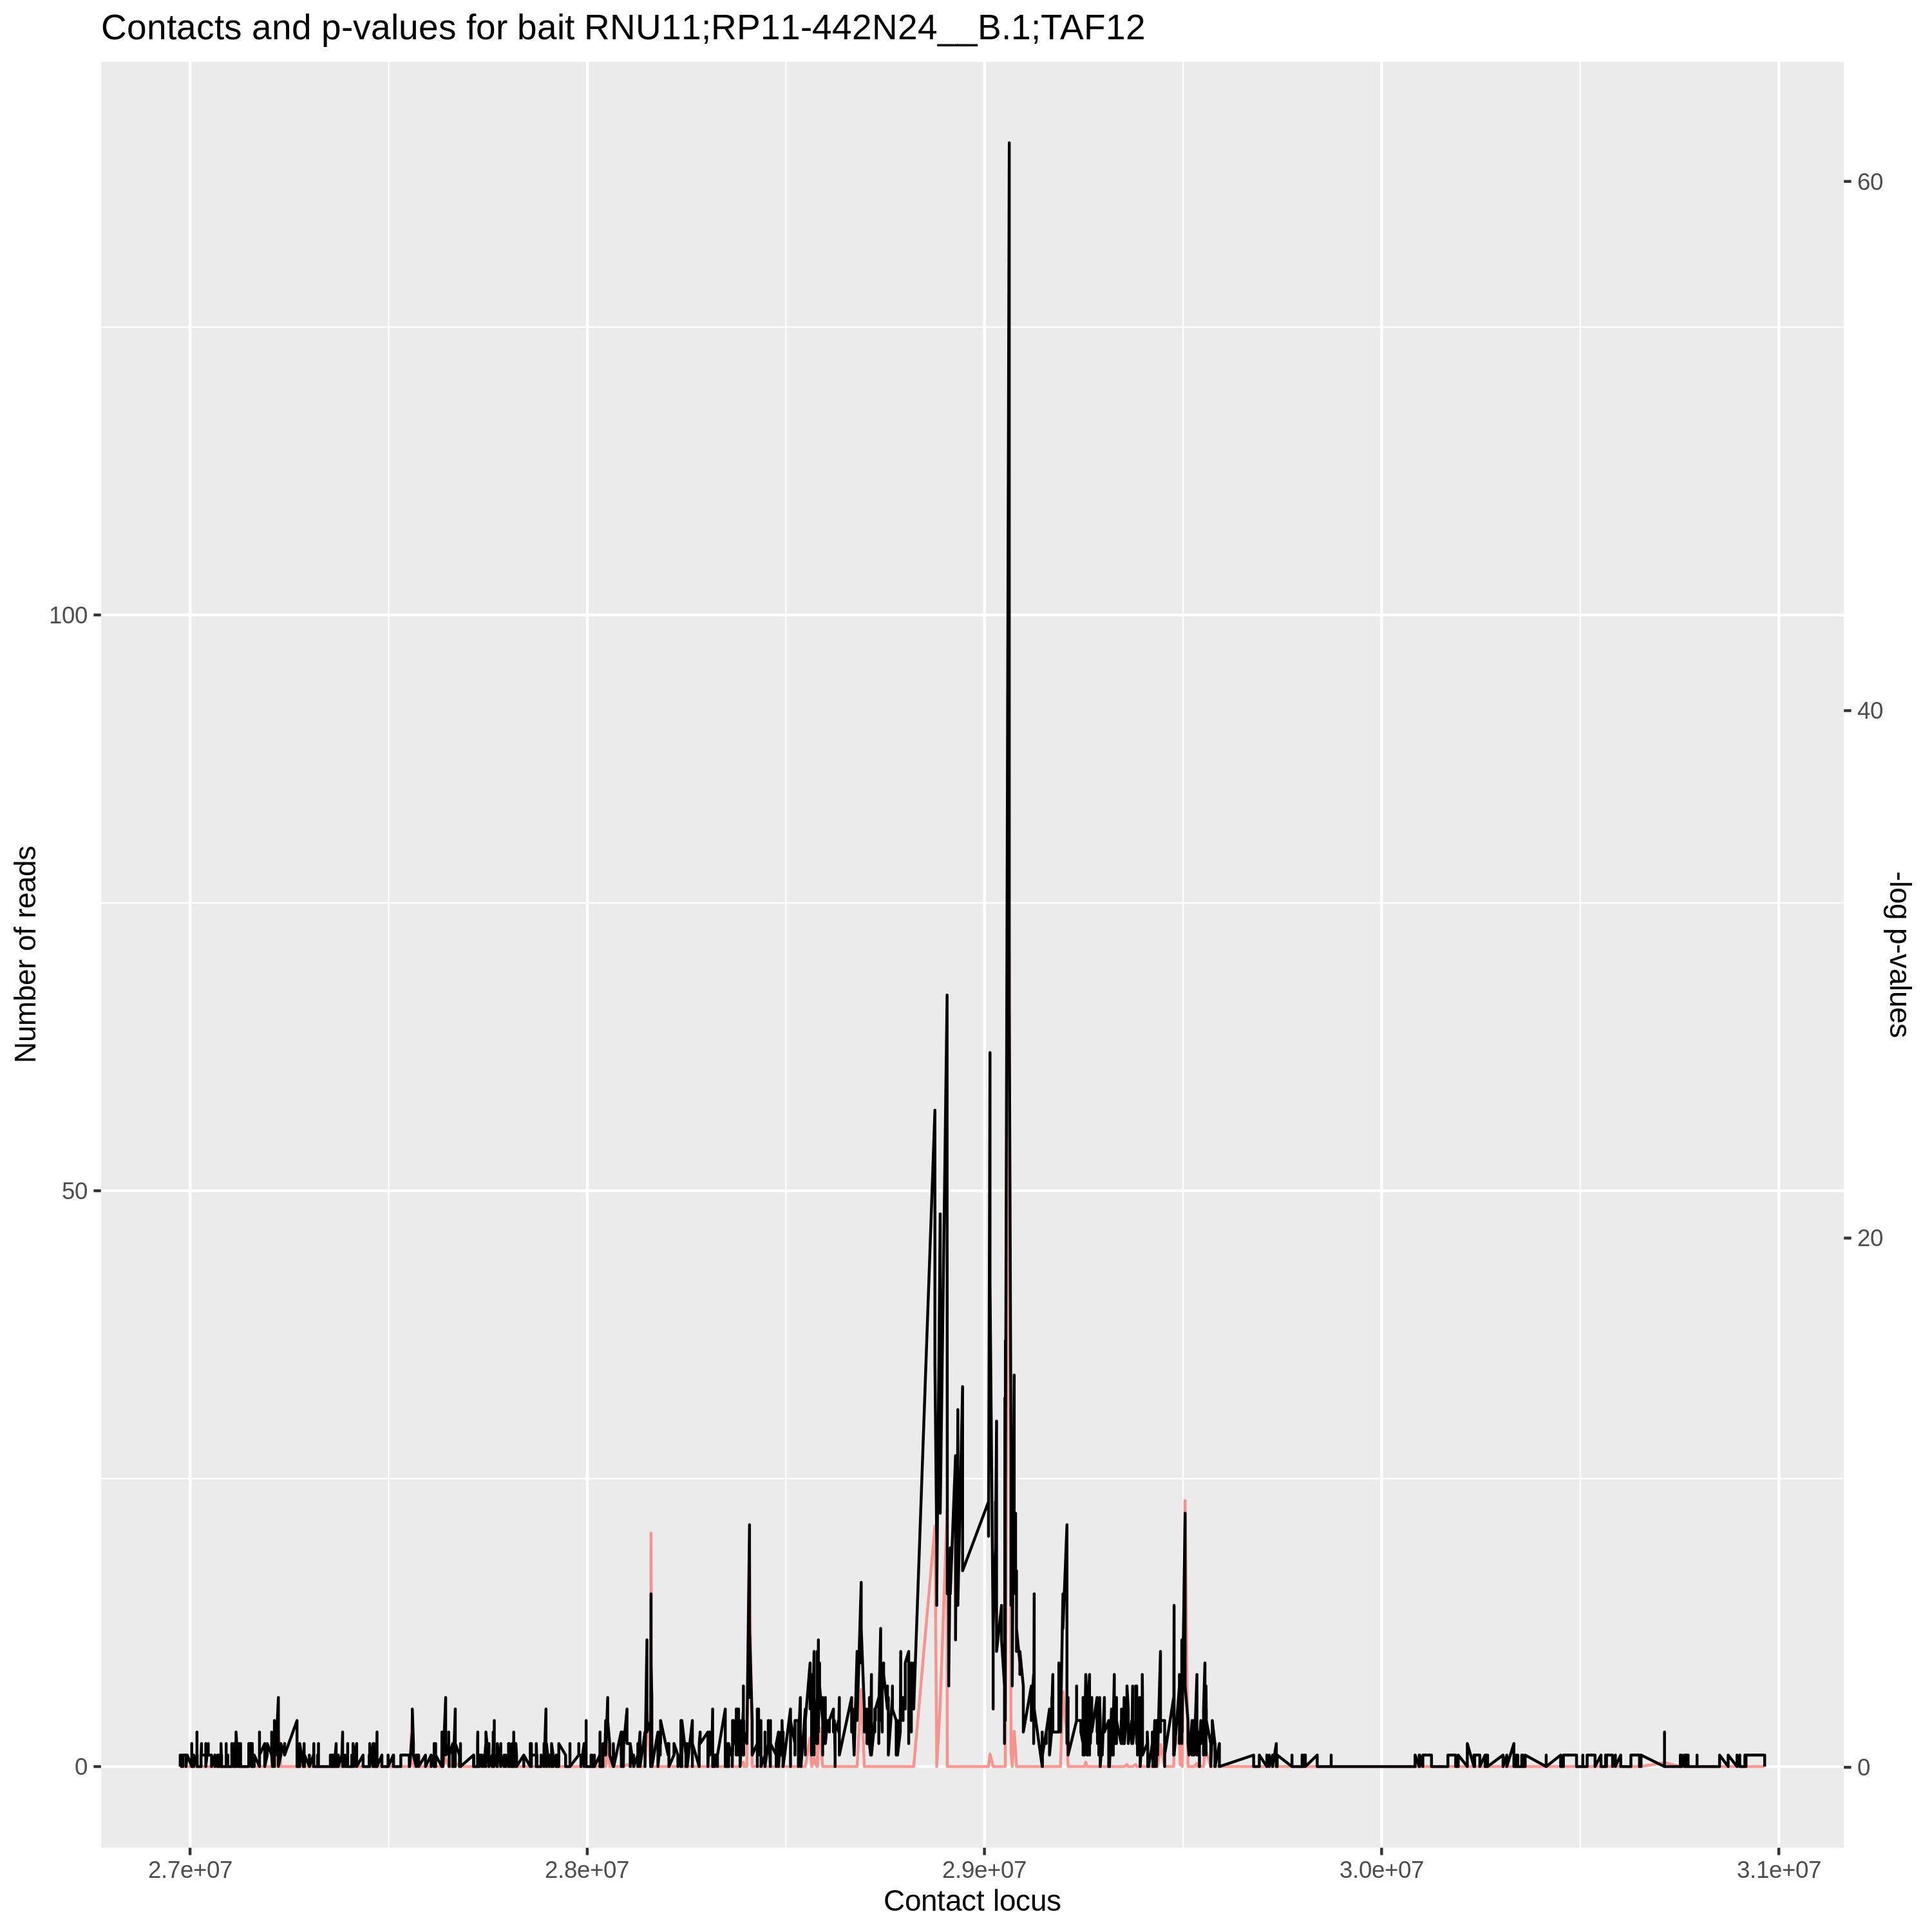 Contacts and p-values for bait RNU11;RP11-442N24__B.1;TAF12
Number of reads
100
50
0
-log p-values
60
40
20
0
2.7e+07
2.8e+07
2.9e+07
3.0e+07
3.1e+07
Contact locus